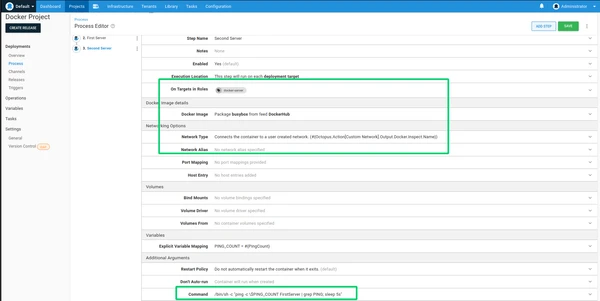 Default
Dashboard Projects Infrastructure Tenants Library Tasks Configuration
Administrator
Docker Project
CREATE RELEASE
Deployments
Overview
Process
Channels
Releases
Triggers
Operations
Variables
Tasks
Settings
General
Version Control
Process
Process Editor
ADD STEP
SAVE
1. First Server
2. Second Server
Step Name Second Server
Notes None
Enabled Yes (default)
Execution Location This step will run on each deployment target
On Targets in Roles docker-server
Docker Image details
Docker Image Package busybox from feed DockerHub
Networking Options
Network Type Connects the container to a user created network. (#{Octopus.Action[Custom Network].Output.Docker.Inspect.Name})
Network Alias No network alias specified
Port Mapping No port mappings provided
Host Entry No host entries added
Volumes
Bind Mounts No volume bindings specified
Volume Driver No volume driver specified
Volumes From No container volumes specified
Variables
Explicit Variable Mapping PING_COUNT = #{PingCount}
Additional Arguments
Restart Policy Do not automatically restart the container when it exits. (default)
Don't Auto-run Container will run when created
Command /bin/sh -c "ping -c \$PING_COUNT FirstServer | grep PING; sleep 5s"